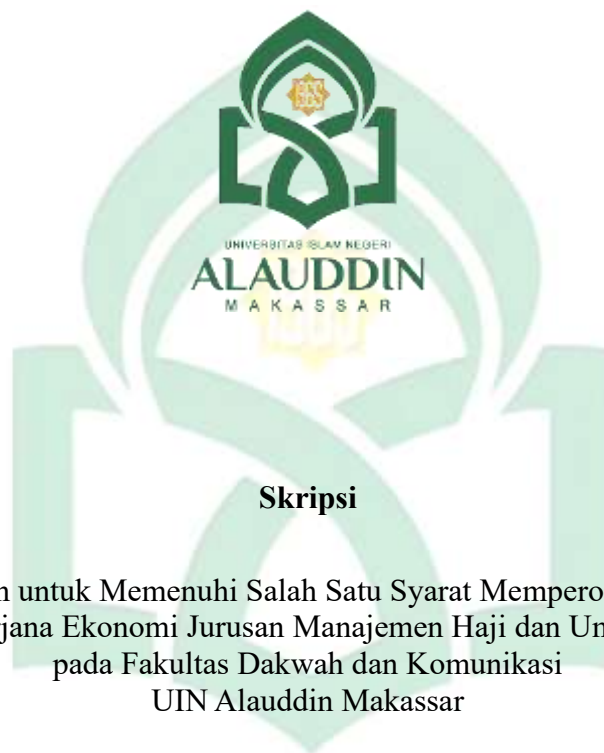 UNIVERSITAS ISLAM NEGERI
ALAUDDIN
MAKASSAR
Skripsi
untuk Memenuhi Salah Satu Syarat
Ekonomi Jurusan Manajemen Haji dan
pada Fakultas Dakwah dan Komunikasi
UIN Alauddin Makassar